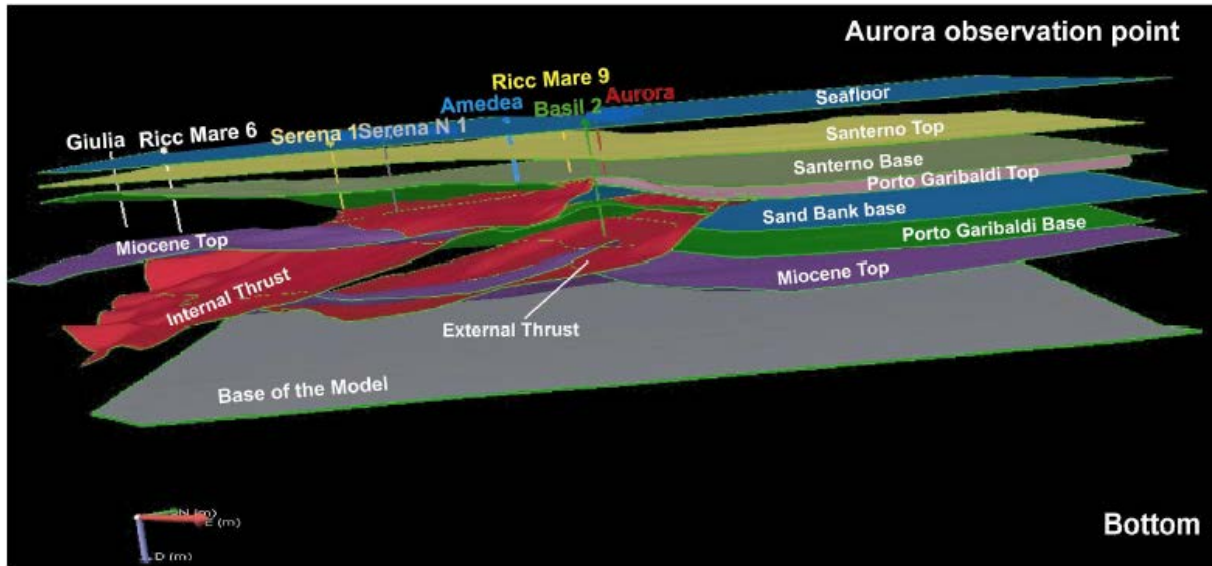 Aurora observation point
Ricc Mare 9
Amedea
Basil 2
Aurora
Seafloor
Giulia
Ricc Mare 6
Serena 1
Serena N 1
Santerno Top
Santerno Base
Porto Garibaldi Top
Sand Bank base
Porto Garibaldi Base
Miocene Top
Miocene Top
Internal Thrust
External Thrust
Base of the Model
E (m)
D (m)
Bottom